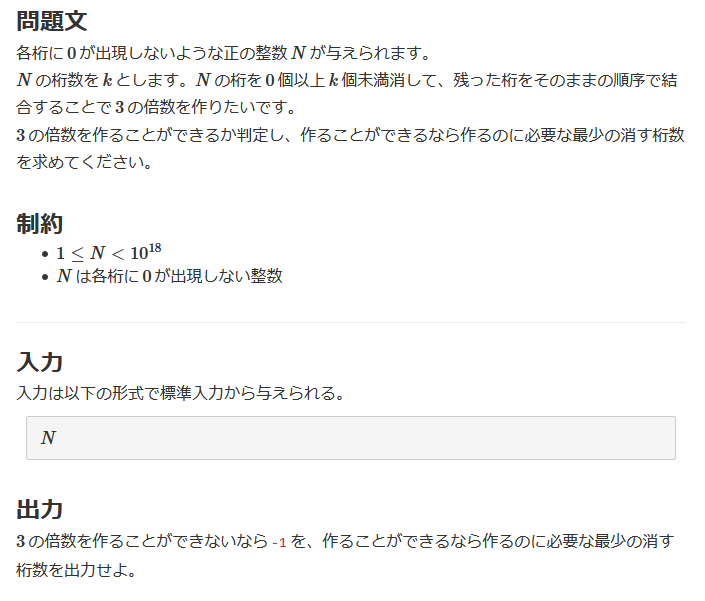 問題文
各桁に 0 が出現しないような正の整数 N が与えられます。
N の桁数を k とします。N の桁を 0 個以上 k 個未満消して、残った桁をそのままの順序で結
合することで 3 の倍数を作りたいです。
3 の倍数を作ることができるか判定し、作ることができるなら作るのに必要な最少の消す桁数
を求めてください。
制約
• 1 ≤ N < 10^18
• N は各桁に 0 が出現しない整数
入力
入力は以下の形式で標準入力から与えられる。
N
出力
3 の倍数を作ることができないなら -1 を、作ることができるなら作るのに必要な最少の消す
桁数を出力せよ。